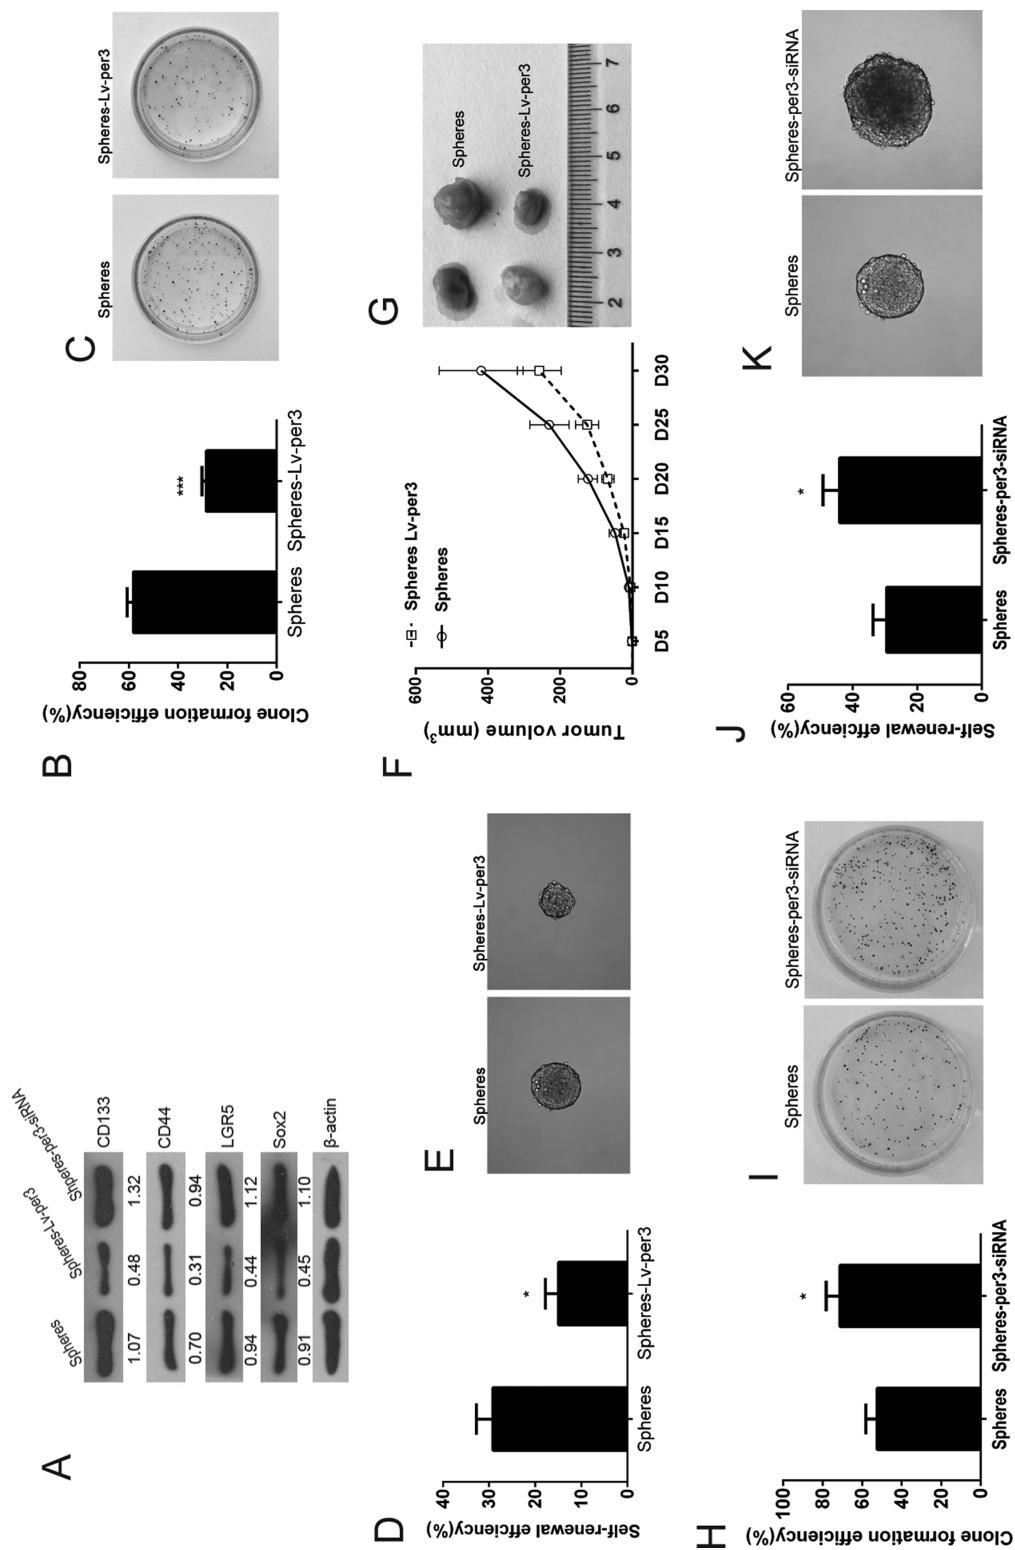 A
Spheres
Spheres-Lv-per3
Shperes-per3-siRNA
CD133
1.07 0.48 1.32
CD44
0.70 0.31 0.94
LGR5
0.94 0.44 1.12
Sox2
0.91 0.45 1.10
β-actin
B
Clone formation efficiency(%)
80
60
40
20
0
***
Spheres Spheres-Lv-per3
C
Spheres Spheres-Lv-per3
D
Self-renewal effciency(%)
40
30
20
10
0
*
Spheres Spheres-Lv-per3
E
Spheres Spheres-Lv-per3
F
Tumor volume (mm3)
600
400
200
0
Spheres Lv-per3
Spheres
D5 D10 D15 D20 D25 D30
G
Spheres
Spheres-Lv-per3
2 3 4 5 6 7
H
Clone formation efficiency(%)
100
80
60
40
20
0
*
Spheres Spheres-per3-siRNA
I
Spheres Spheres-per3-siRNA
J
Self-renewal effciency(%)
60
40
20
0
*
Spheres Spheres-per3-siRNA
K
Spheres Spheres-per3-siRNA